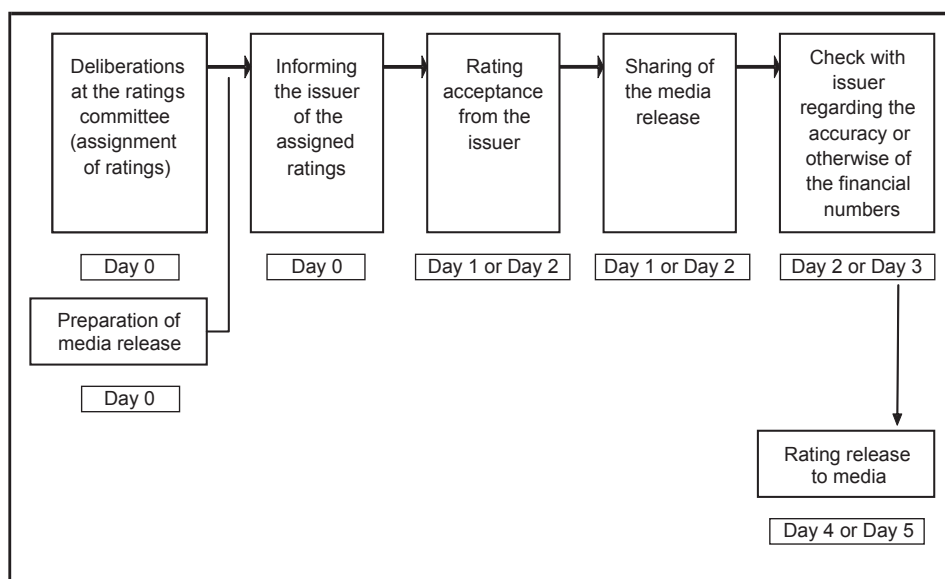 Deliberations
at the ratings
committee
(assignment
of ratings)
Informing
the issuer
of the
assigned
ratings
Rating
acceptance
from the
issuer
Sharing of
the media
release
Check with
issuer
regarding the
accuracy or
otherwise of
the financial
numbers
Day 0
Day 0
Day 1 or Day 2
Day 1 or Day 2
Day 2 or Day 3
Preparation of
media release
Day 0
Rating release
to media
Day 4 or Day 5